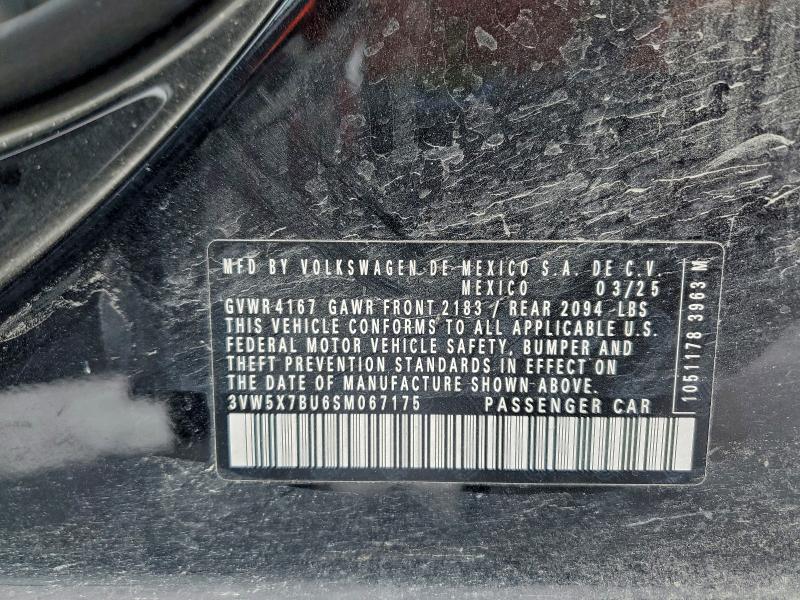 MFD BY VOLKSWAGEN DE MEXICO S.A. DE C.V.
MEXICO 03/25
GVWR 4167 GAWR FRONT 2183 / REAR 2094 LBS
THIS VEHICLE CONFORMS TO ALL APPLICABLE U.S.
FEDERAL MOTOR VEHICLE SAFETY, BUMPER AND
THEFT PREVENTION STANDARDS IN EFFECT ON
THE DATE OF MANUFACTURE SHOWN ABOVE.
3VW5X7BU6SM067175 PASSENGER CAR
1051178 3963 M